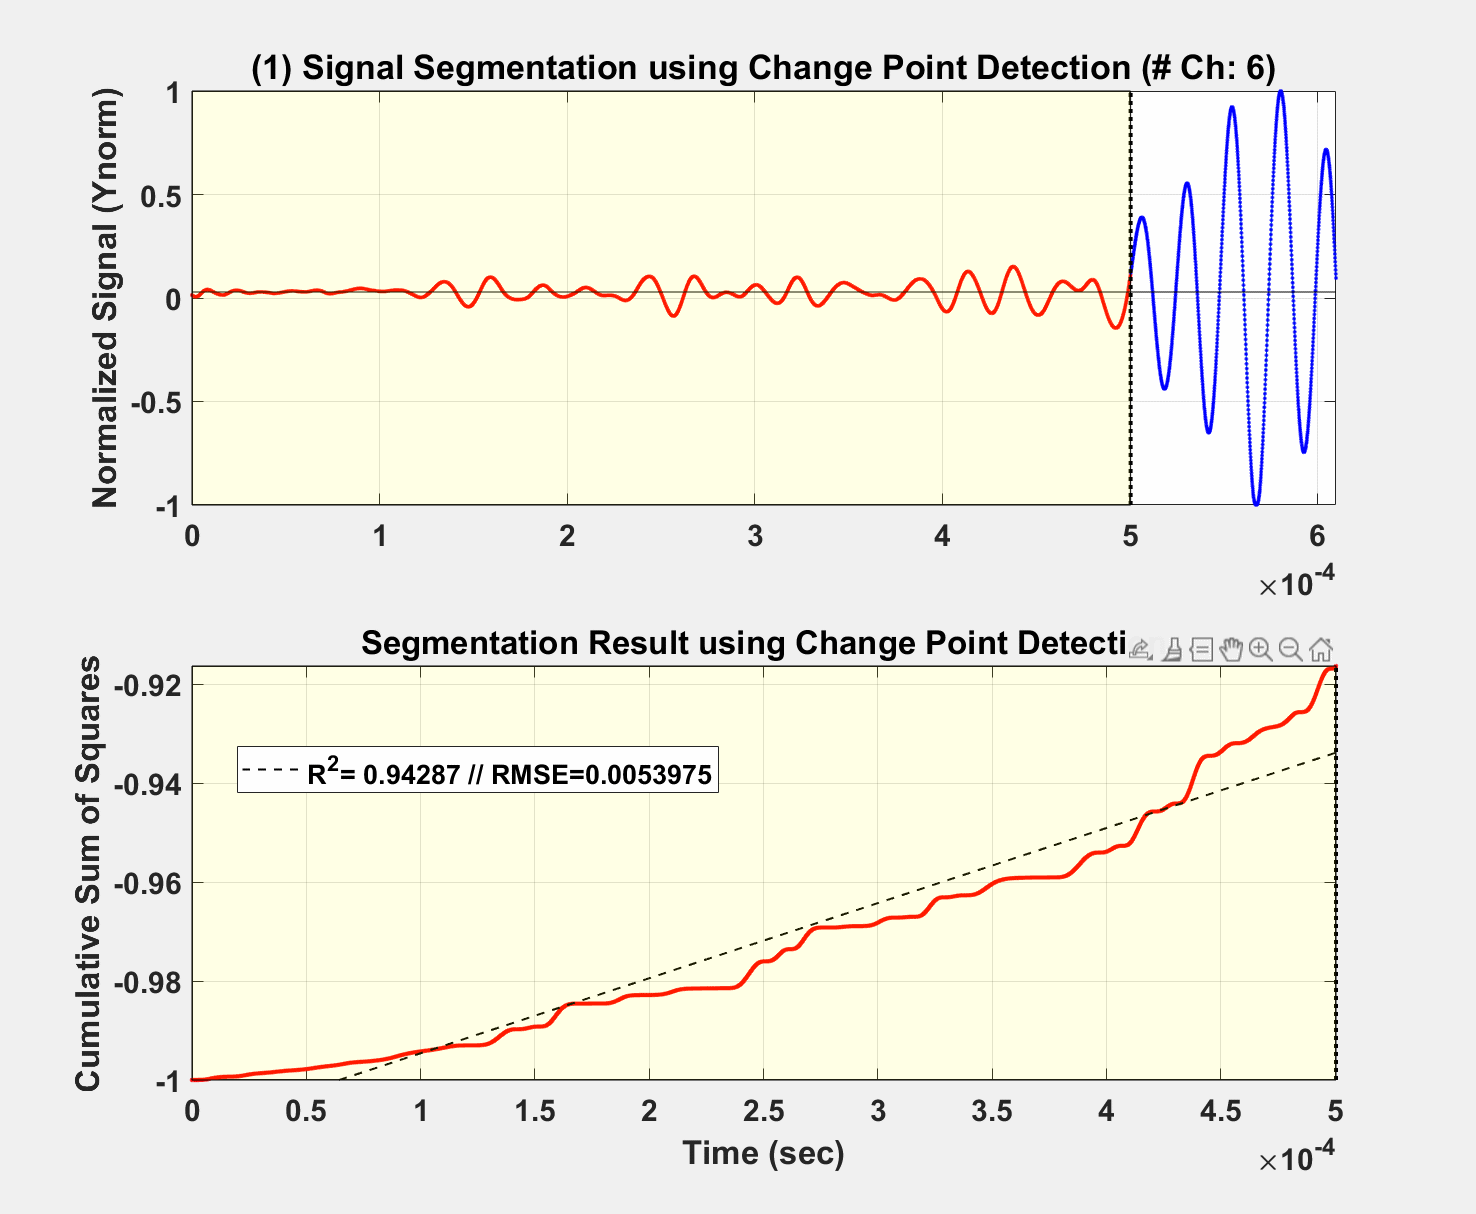 (1) Signal Segmentation using Change Point Detection (# Ch: 6)
Normalized Signal (Ynorm)
1
0.5
0
-0.5
-1
0 1 2 3 4 5 6
×10-4
Segmentation Result using Change Point Detecti
Cumulative Sum of Squares
-0.92
-0.94
-0.96
-0.98
-1
R2= 0.94287 // RMSE=0.0053975
0 0.5 1 1.5 2 2.5 3 3.5 4 4.5 5
Time (sec)
×10-4